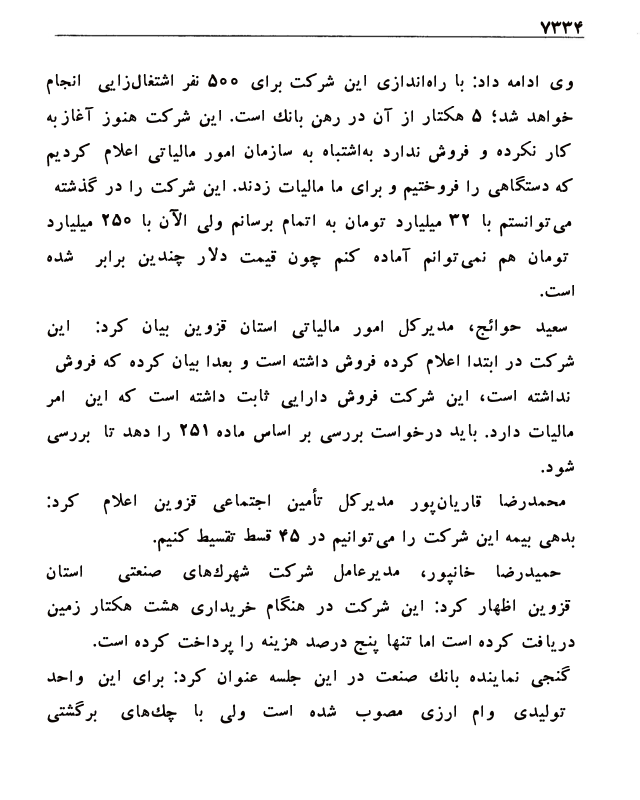 ۷۳۳۴
وی ادامه داد: با راه‌اندازی این شرکت برای ۵۰۰ نفر اشتغال‌زایی انجام
خواهد شد؛ ۵ هکتار از آن در رهن بانك است. این شرکت هنوز آغاز به
کار نکرده و فروش ندارد به‌اشتباه به سازمان امور مالیاتی اعلام کردیم
که دستگاهی را فروختیم و برای ما مالیات زدند. این شرکت را در گذشته
می‌توانستم با ۳۲ میلیارد تومان به اتمام برسانم ولی الآن با ۲۵۰ میلیارد
تومان هم نمی‌توانم آماده کنم چون قیمت دلار چندین برابر شده
است.
سعید حوائج، مدیرکل امور مالیاتی استان قزوین بیان کرد: این
شرکت در ابتدا اعلام کرده فروش داشته است و بعدا بیان کرده که فروش
نداشته است، این شرکت فروش دارایی ثابت داشته است که این امر
مالیات دارد. باید درخواست بررسی بر اساس ماده ۲۵۱ را دهد تا بررسی
شود.
محمدرضا قاریان‌پور مدیرکل تأمین اجتماعی قزوین اعلام کرد:
بدهی بیمه این شرکت را می‌توانیم در ۴۵ قسط تقسیط کنیم.
حمیدرضا خانپور، مدیرعامل شرکت شهرك‌های صنعتی استان
قزوین اظهار کرد: این شرکت در هنگام خریداری هشت هکتار زمین
دریافت کرده است اما تنها پنج درصد هزینه را پرداخت کرده است.
گنجی نماینده بانك صنعت در این جلسه عنوان کرد: برای این واحد
تولیدی وام ارزی مصوب شده است ولی با چك‌های برگشتی